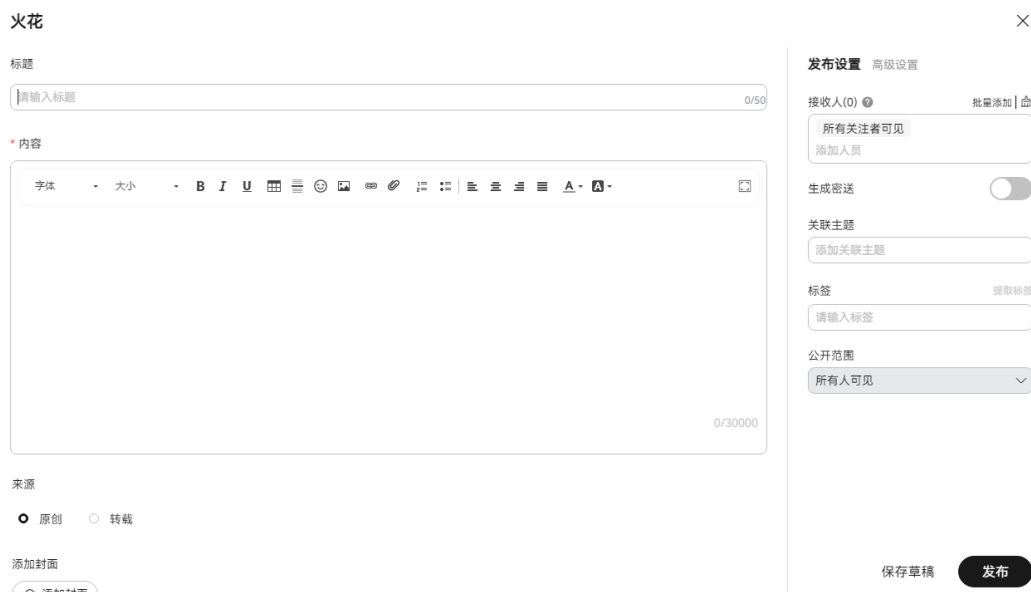 火花
标题
请输入标题
0/50
* 内容
字体 大小 B I U A A
0/30000
来源
原创 转载
添加封面
添加封面
发布设置 高级设置
接收人(0) ? 批量添加
所有关注者可见
添加人员
生成密送
关联主题
添加关联主题
标签 提取标签
请输入标签
公开范围
所有人可见
保存草稿 发布